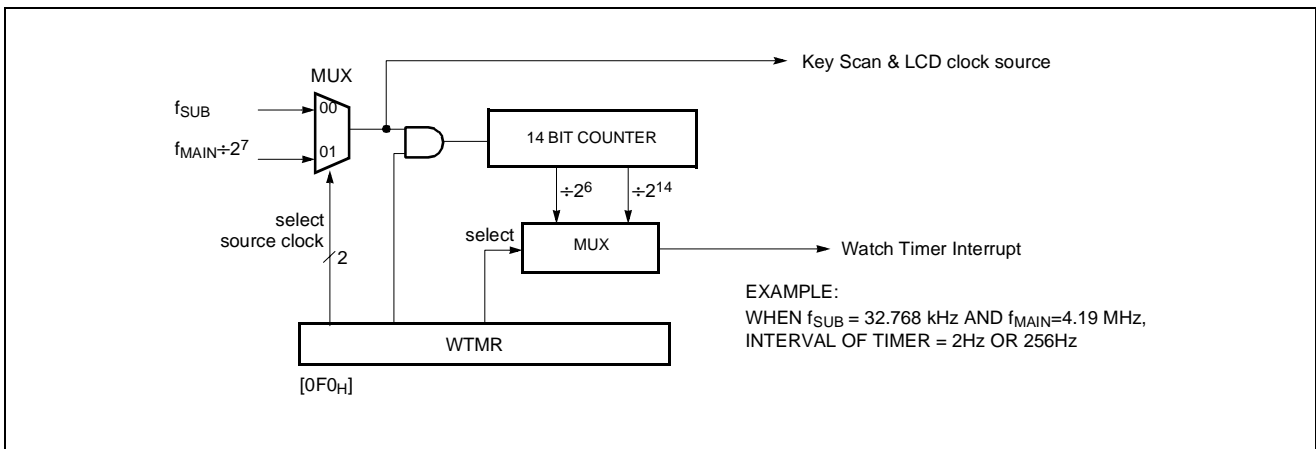 Key Scan & LCD clock source
MUX
fSUB
00
fMAIN÷2⁷
01
14 BIT COUNTER
÷2⁶
÷2¹⁴
select
source clock
2
select
MUX
Watch Timer Interrupt
EXAMPLE:
WHEN fSUB = 32.768 kHz AND fMAIN=4.19 MHz,
INTERVAL OF TIMER = 2Hz OR 256Hz
WTMR
[0F0H]